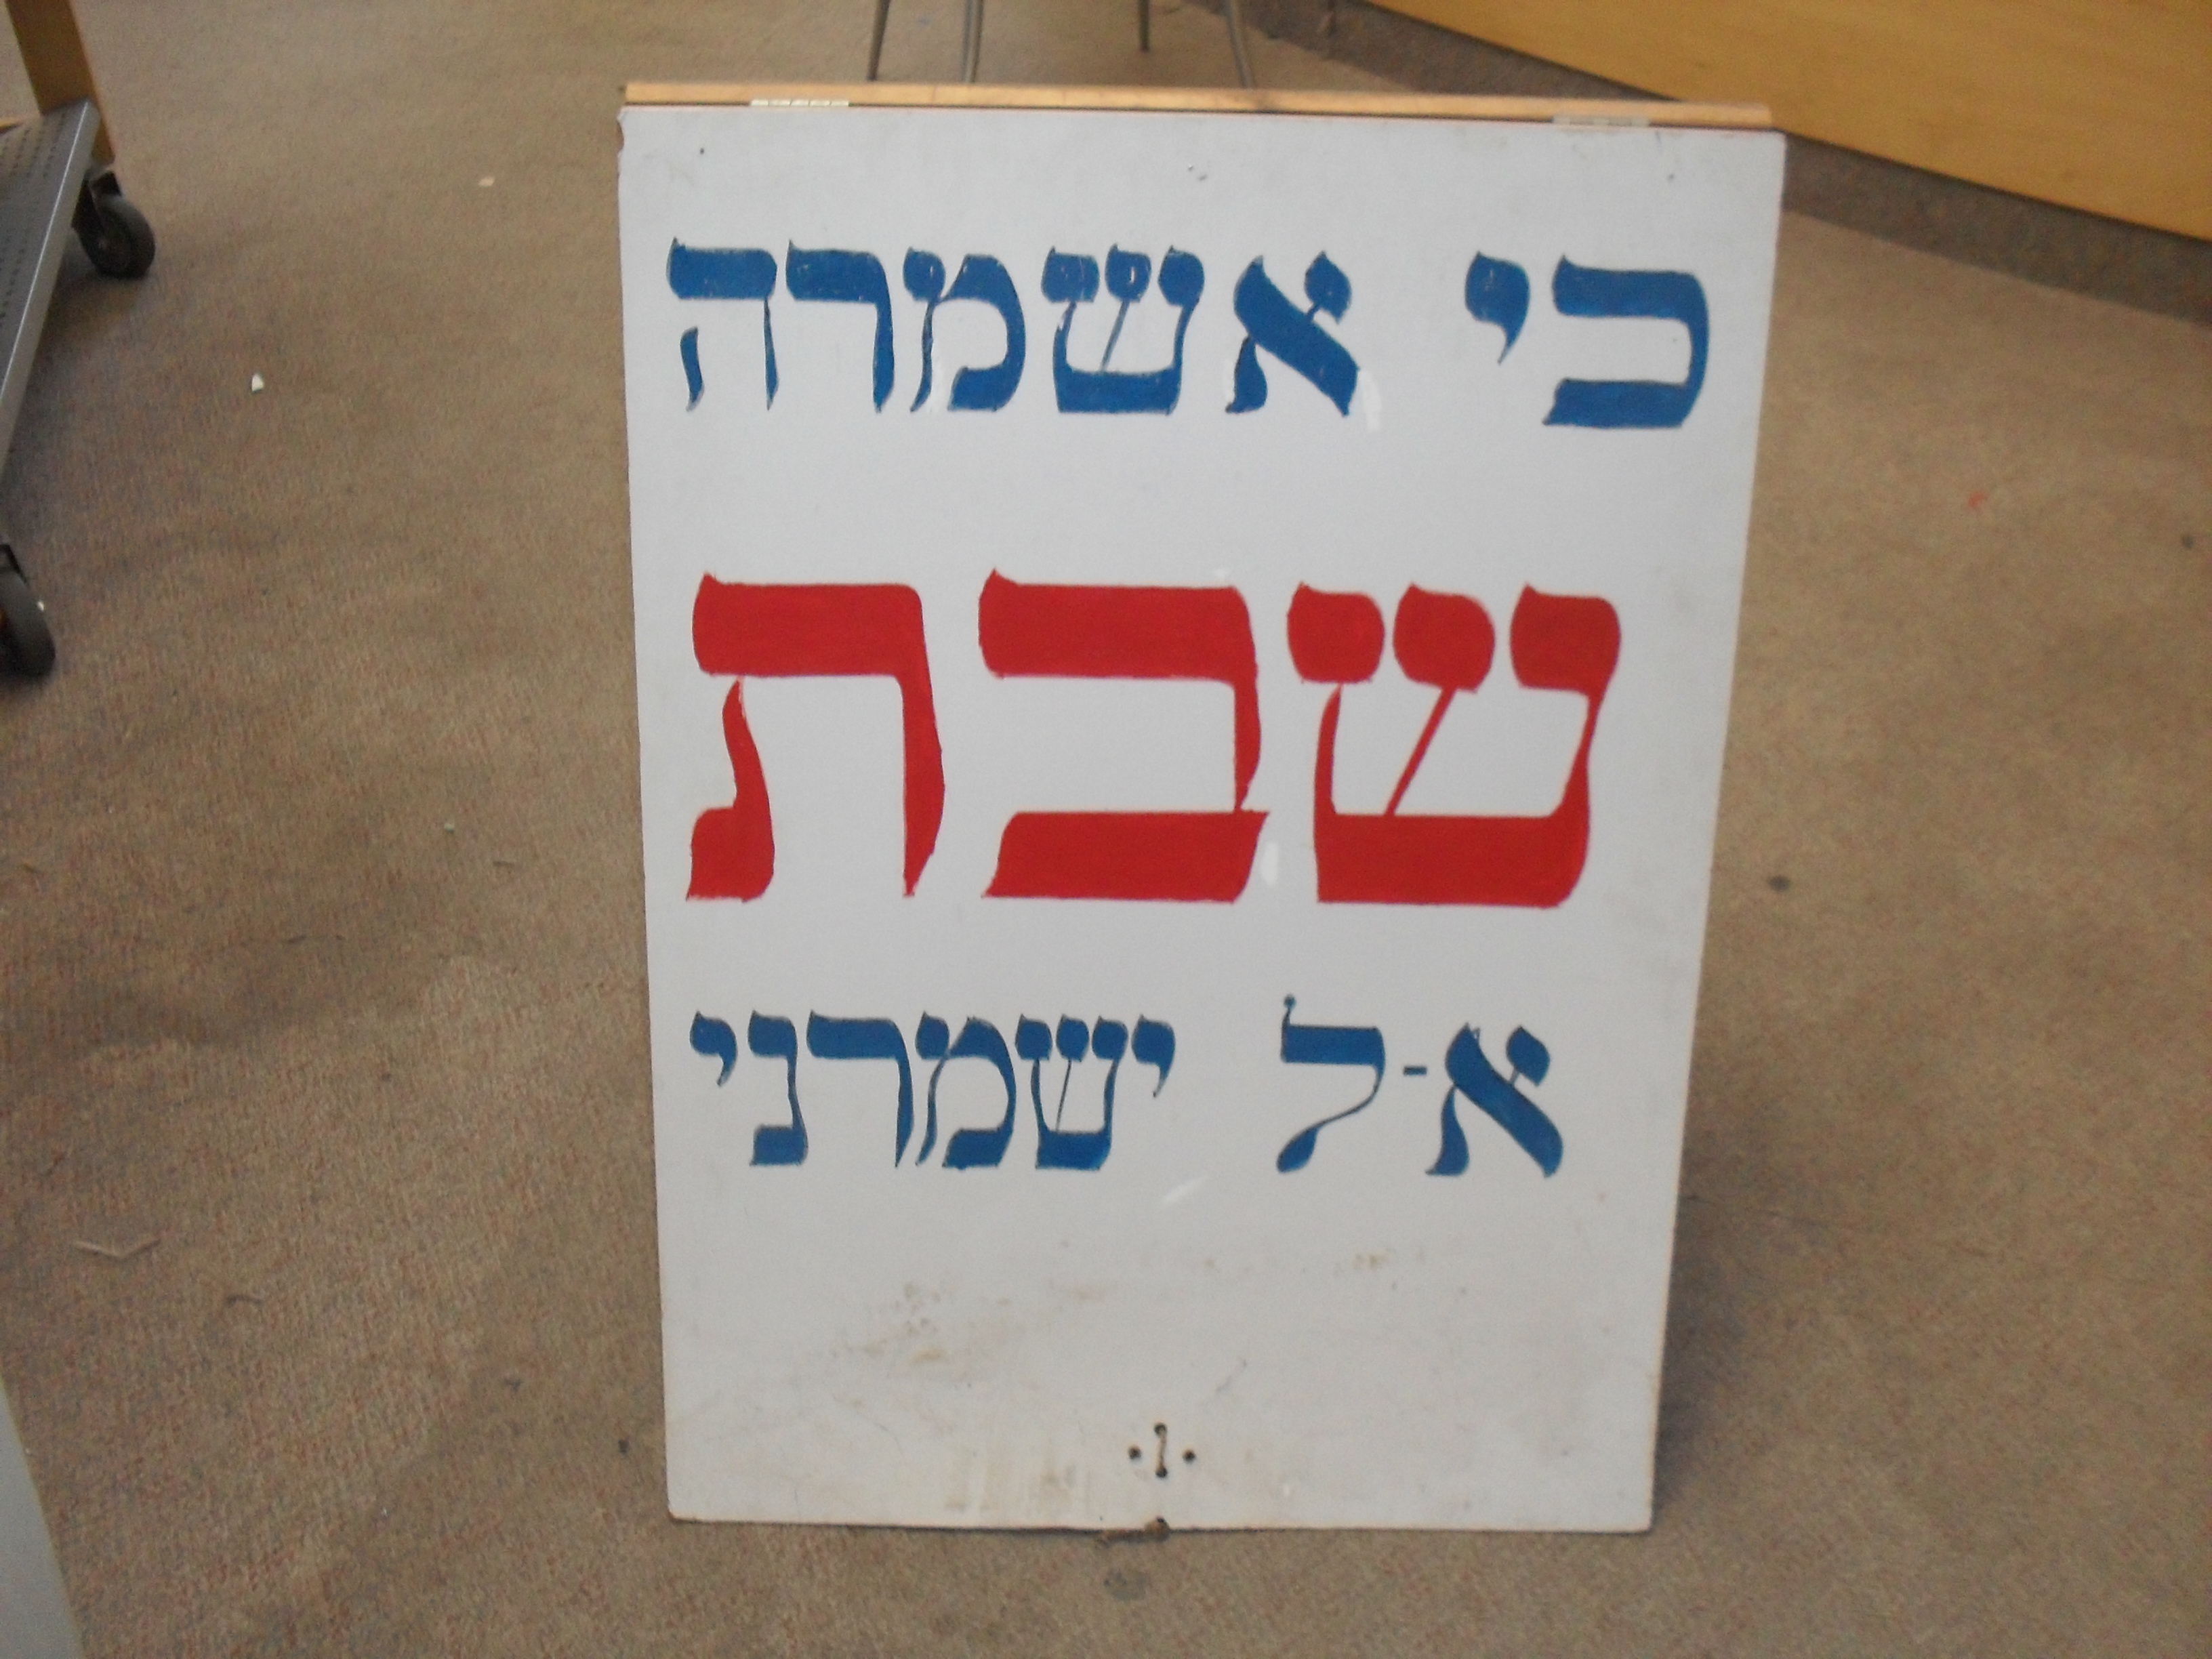 כי אשמרה
שבת
א-ל ישמרני